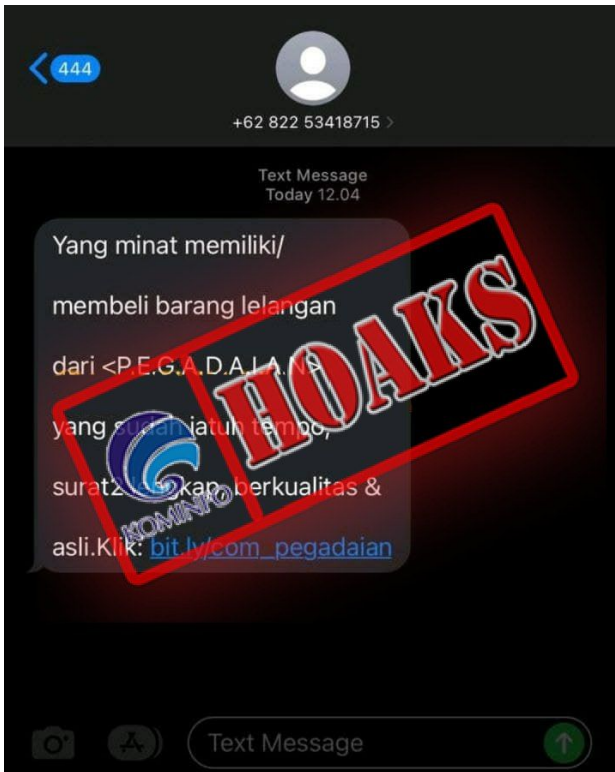 444
+62 822 53418715 >
Text Message
Today 12.04
Yang minat memiliki/
membeli barang lelangan
dari <P.E.G.A.D.A.I.A.N>
yang sudah jatuh tempo,
surat2 lengkap, berkualitas &
asli.Klik: bit.ly/com_pegadaian
KOMINFO
HOAKS
Text Message